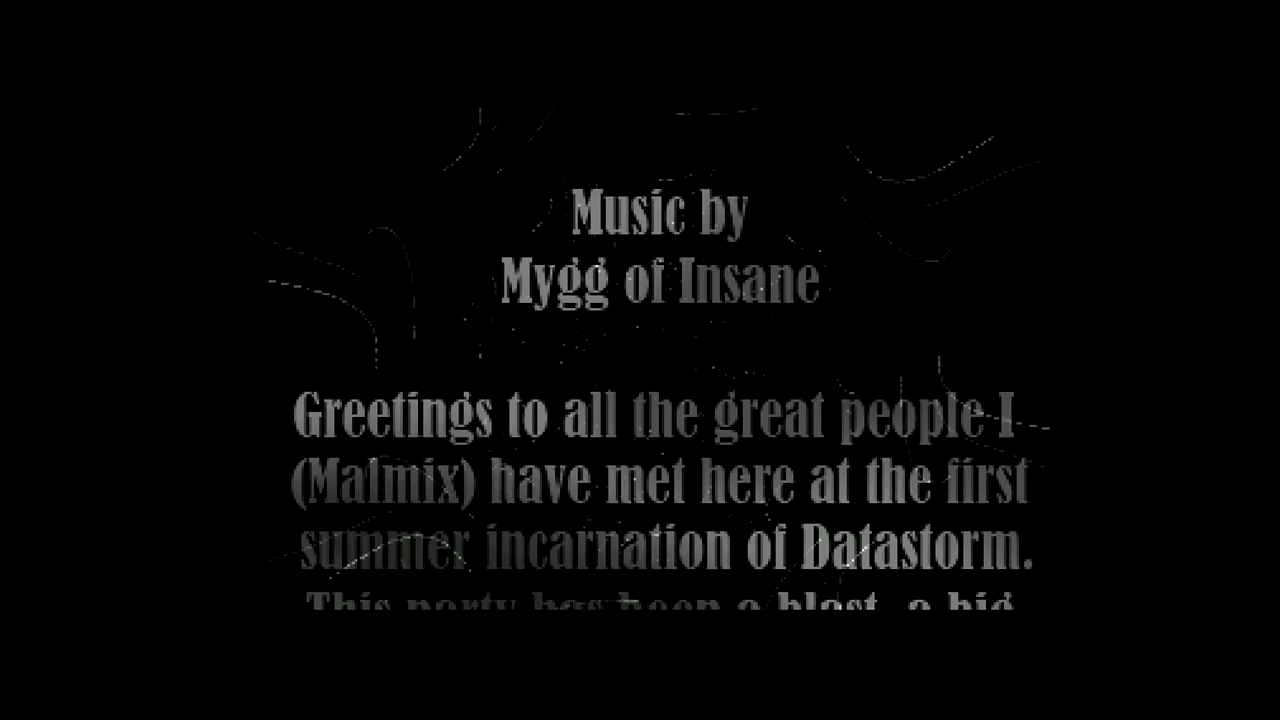 Music by
Mygg of Insane
Greetings to all the great people I
(Malmix) have met here at the first
summer incarnation of Datastorm.
This party has been a blast, a big